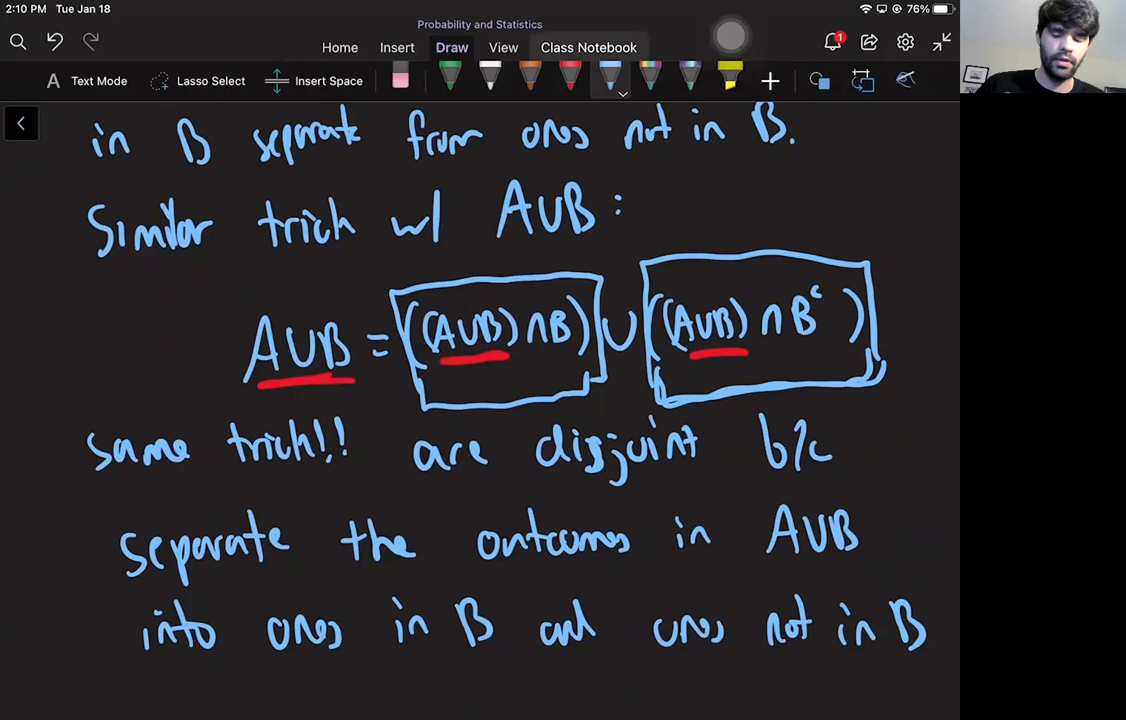 2:10 PM Tue Jan 18
76%
Probability and Statistics
Home Insert Draw View Class Notebook
1
Text Mode Lasso Select Insert Space
in B separate from ones not in B.
Similar trick w/ A∪B:
A∪B = ((A∪B)∩B) ∪ ((A∪B)∩Bᶜ)
same trick!! are disjoint b/c
separate the outcomes in A∪B
into ones in B and ones not in B